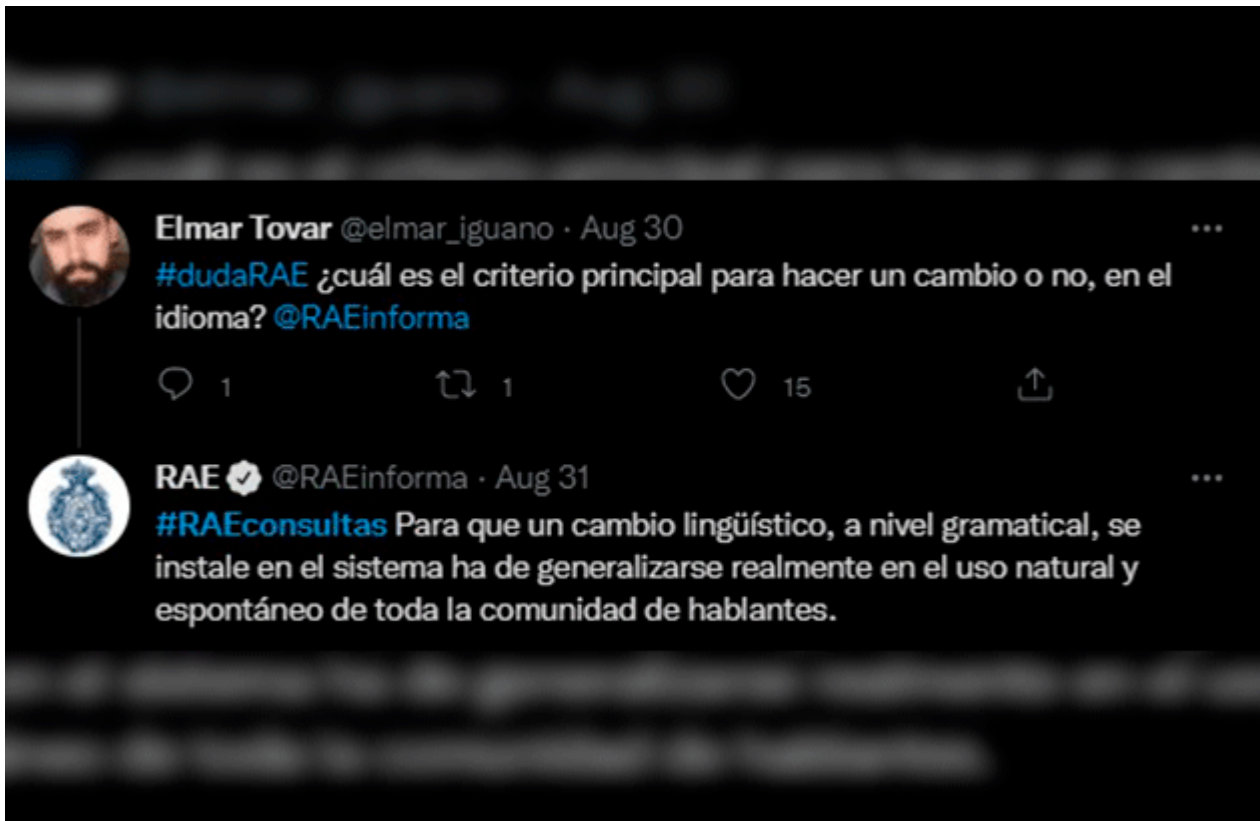 Elmar Tovar @elmar_iguano · Aug 30
#dudaRAE ¿cuál es el criterio principal para hacer un cambio o no, en el
idioma? @RAEinforma
1 1 15
RAE @RAEinforma · Aug 31
#RAEconsultas Para que un cambio lingüístico, a nivel gramatical, se
instale en el sistema ha de generalizarse realmente en el uso natural y
espontáneo de toda la comunidad de hablantes.